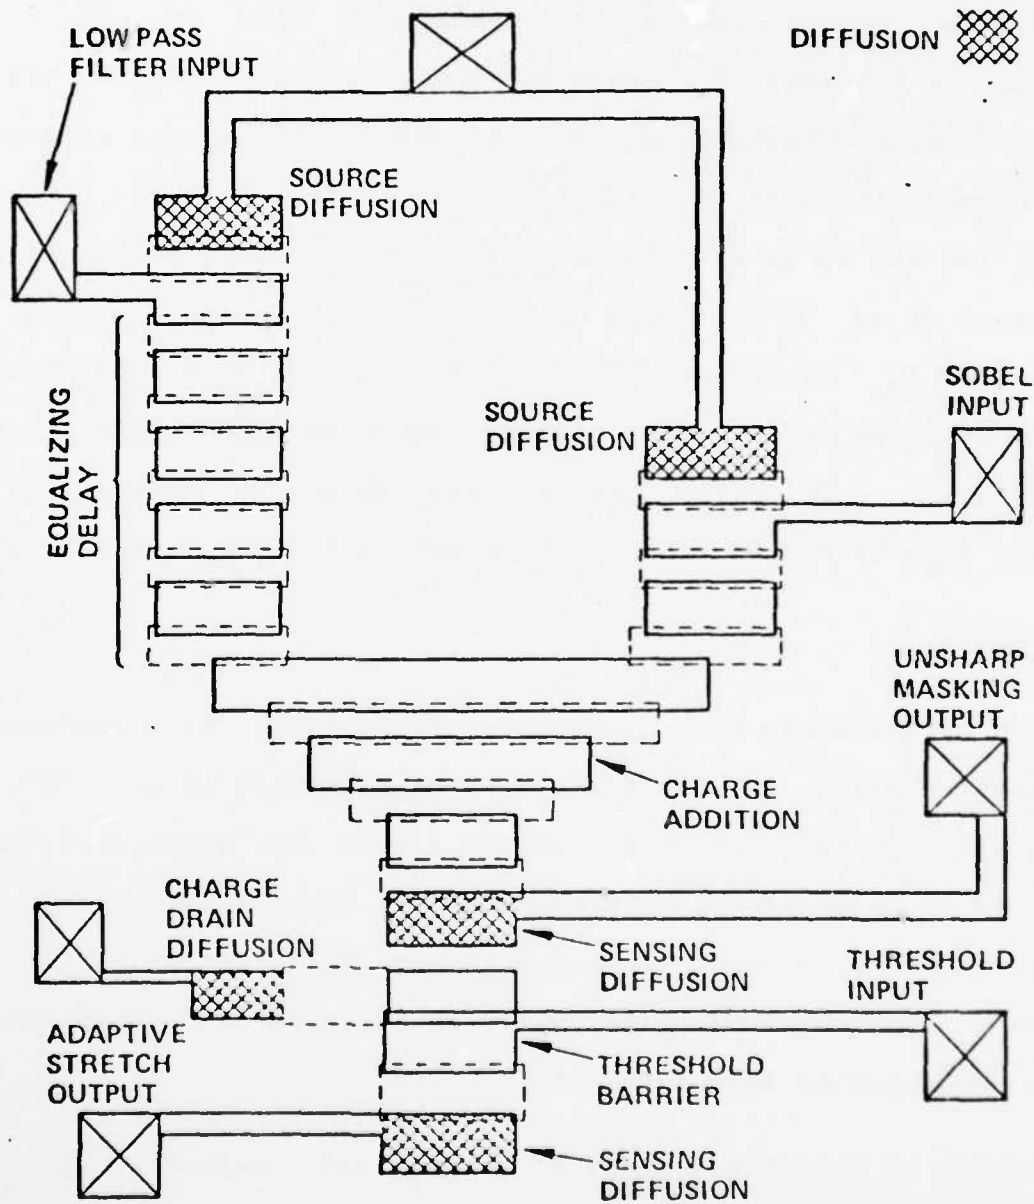 LOW PASS
FILTER INPUT
DIFFUSION
SOURCE
DIFFUSION
SOBEL
INPUT
SOURCE
DIFFUSION
EQUALIZING
DELAY
UNSHARP
MASKING
OUTPUT
CHARGE
ADDITION
CHARGE
DRAIN
DIFFUSION
SENSING
DIFFUSION
THRESHOLD
INPUT
ADAPTIVE
STRETCH
OUTPUT
THRESHOLD
BARRIER
SENSING
DIFFUSION